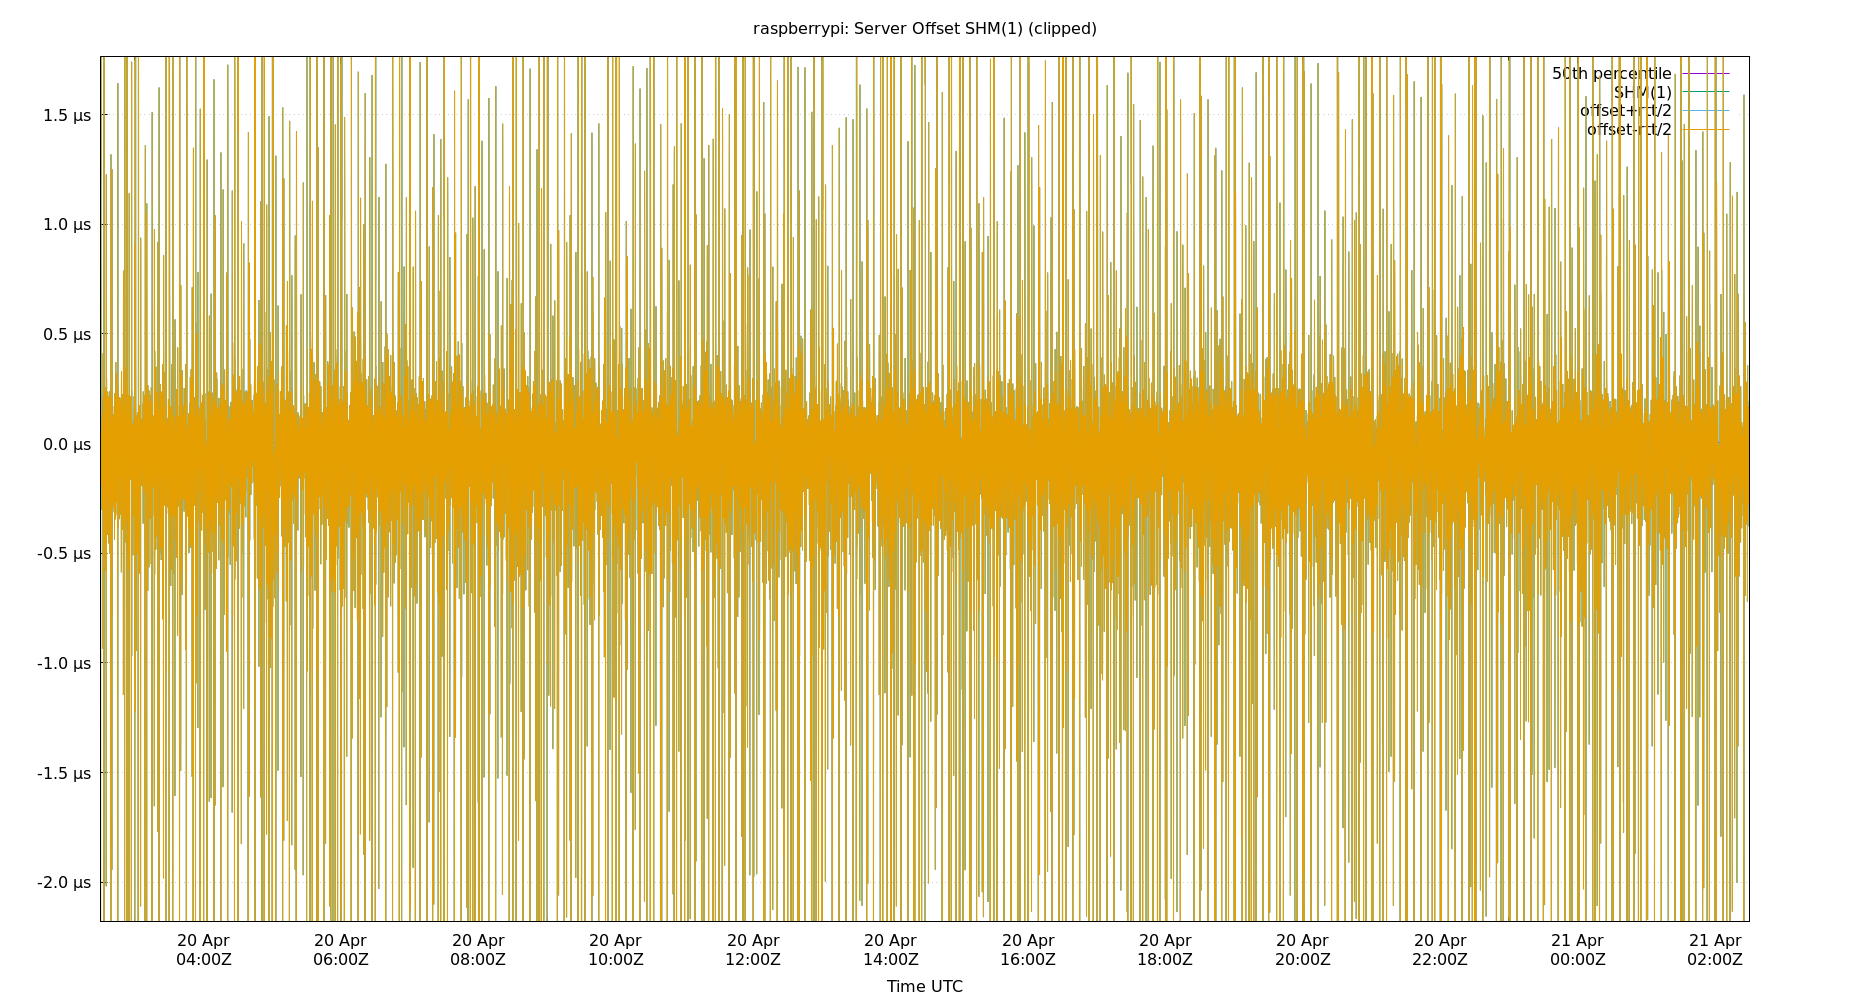 raspberrypi: Server Offset SHM(1) (clipped)
50th percentile
SHM(1)
offset+rtt/2
offset-rtt/2
1.5 µs
1.0 µs
0.5 µs
0.0 µs
-0.5 µs
-1.0 µs
-1.5 µs
-2.0 µs
20 Apr 20 Apr 20 Apr 20 Apr 20 Apr 20 Apr 20 Apr 20 Apr 20 Apr 20 Apr 21 Apr 21 Apr
04:00Z 06:00Z 08:00Z 10:00Z 12:00Z 14:00Z 16:00Z 18:00Z 20:00Z 22:00Z 00:00Z 02:00Z
Time UTC